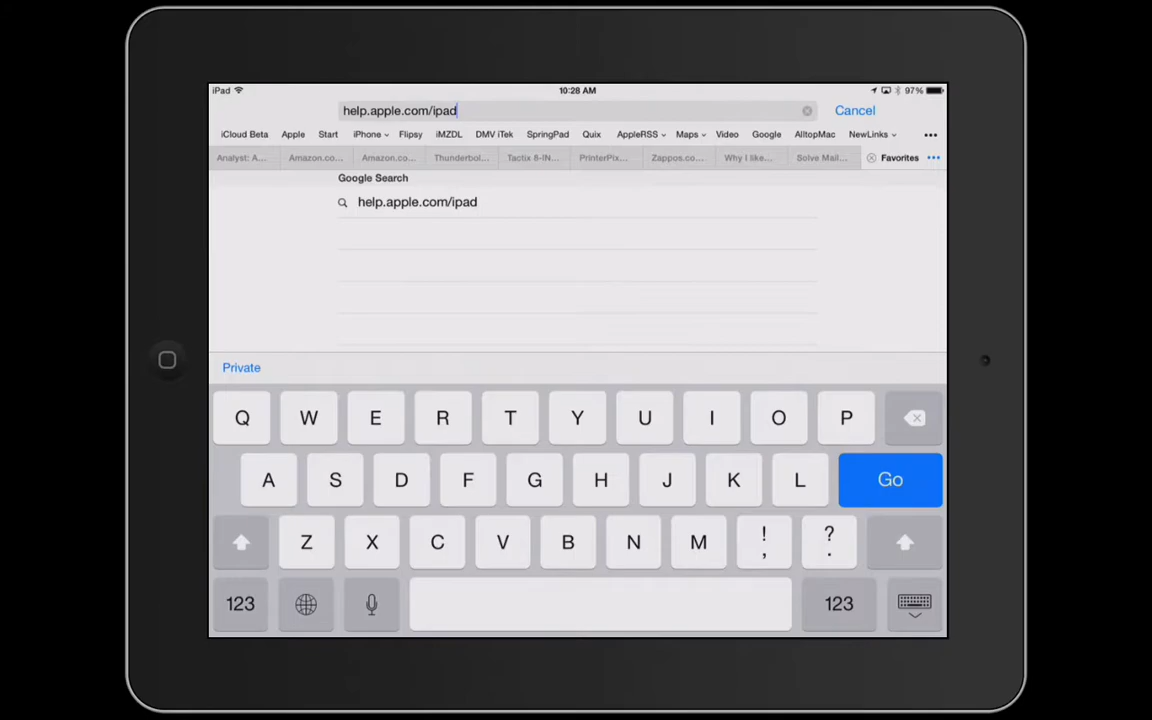 iPad 10:28 AM 97%
help.apple.com/ipad Cancel
iCloud Beta Apple Start iPhone Flipsy iMZDL DMV iTek SpringPad Quix AppleRSS Maps Video Google AlltopMac NewLinks •••
Analyst: A... Amazon.co... Amazon.co... Thunderbol... Tactix 8-IN... PrinterPix... Zappos.co... Why I like... Solve Mail... Favorites •••
Google Search
help.apple.com/ipad
Private
Q W E R T Y U I O P
A S D F G H J K L Go
Z X C V B N M ! , ? .
123 123